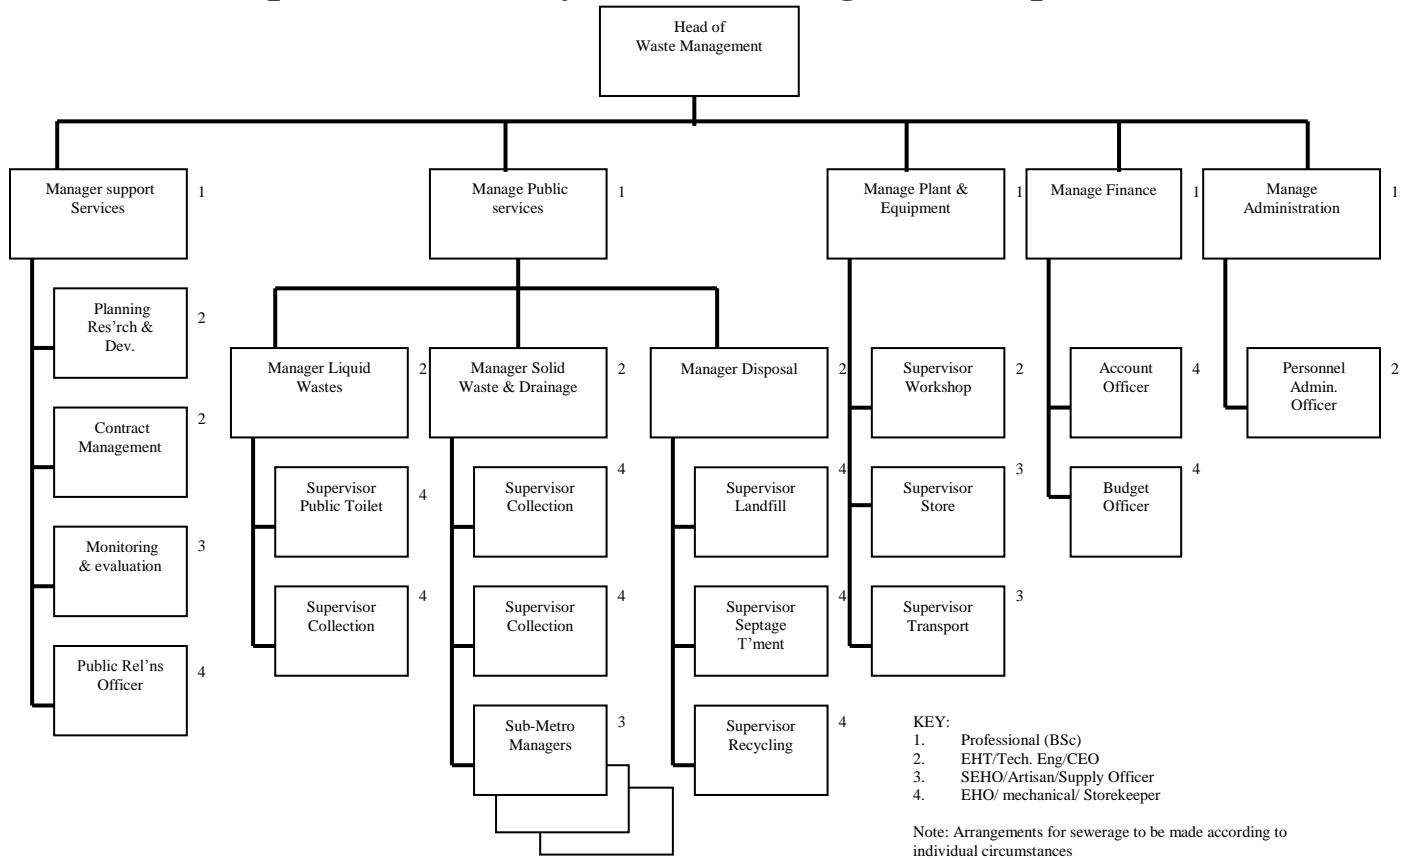 Head of
Waste Management
Manager support
Services
1
Manage Public
services
1
Manage Plant &
Equipment
1
Manage Finance
1
Manage
Administration
1
Planning
Res'rch &
Dev.
2
Contract
Management
2
Monitoring
& evaluation
3
Public Rel'ns
Officer
4
Manager Liquid
Wastes
2
Manager Solid
Waste & Drainage
2
Manager Disposal
2
Supervisor
Public Toilet
4
Supervisor
Collection
4
Supervisor
Collection
4
Supervisor
Collection
4
Sub-Metro
Managers
3
Supervisor
Landfill
4
Supervisor
Septage
T'ment
4
Supervisor
Recycling
4
Supervisor
Workshop
2
Supervisor
Store
3
Supervisor
Transport
3
Account
Officer
4
Budget
Officer
4
Personnel
Admin.
Officer
2
KEY:
1. Professional (BSc)
2. EHT/Tech. Eng/CEO
3. SEHO/Artisan/Supply Officer
4. EHO/ mechanical/ Storekeeper
Note: Arrangements for sewerage to be made according to
individual circumstances